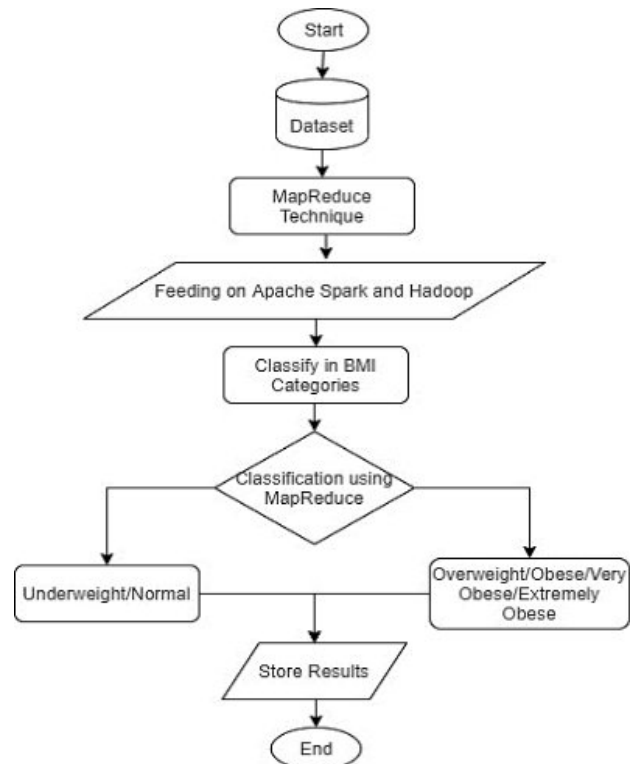 Start
Dataset
MapReduce
Technique
Feeding on Apache Spark and Hadoop
Classify in BMI
Categories
Classification using
MapReduce
Underweight/Normal
Overweight/Obese/Very
Obese/Extremely
Obese
Store Results
End